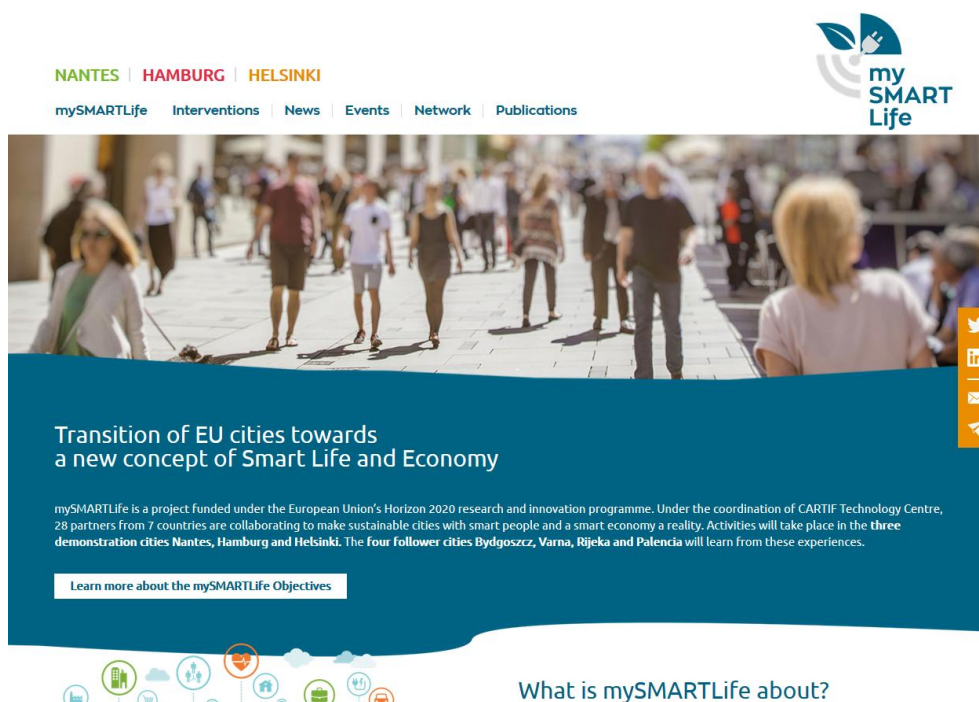 NANTES | HAMBURG | HELSINKI
my
SMART
Life
mySMARTLife Interventions News Events Network Publications
Transition of EU cities towards
a new concept of Smart Life and Economy
mySMARTLife is a project funded under the European Union's Horizon 2020 research and innovation programme. Under the coordination of CARTIF Technology Centre,
28 partners from 7 countries are collaborating to make sustainable cities with smart people and a smart economy a reality. Activities will take place in the three
demonstration cities Nantes, Hamburg and Helsinki. The four follower cities Bydgoszcz, Varna, Rijeka and Palencia will learn from these experiences.
Learn more about the mySMARTLife Objectives
What is mySMARTLife about?